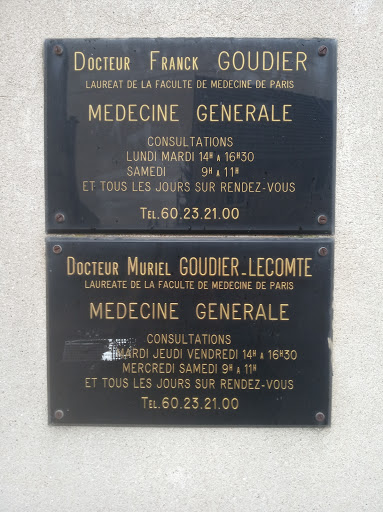 Docteur Franck GOUDIER
LAUREAT DE LA FACULTE DE MEDECINE DE PARIS
MEDECINE GENERALE
CONSULTATIONS
LUNDI MARDI 14H A 16H30
SAMEDI 9H A 11H
ET TOUS LES JOURS SUR RENDEZ-VOUS
TEL. 60.23.21.00
Docteur Muriel GOUDIER-LECOMTE
LAUREATE DE LA FACULTE DE MEDECINE DE PARIS
MEDECINE GENERALE
CONSULTATIONS
MARDI JEUDI VENDREDI 14H A 16H30
MERCREDI SAMEDI 9H A 11H
ET TOUS LES JOURS SUR RENDEZ-VOUS
TEL. 60.23.21.00